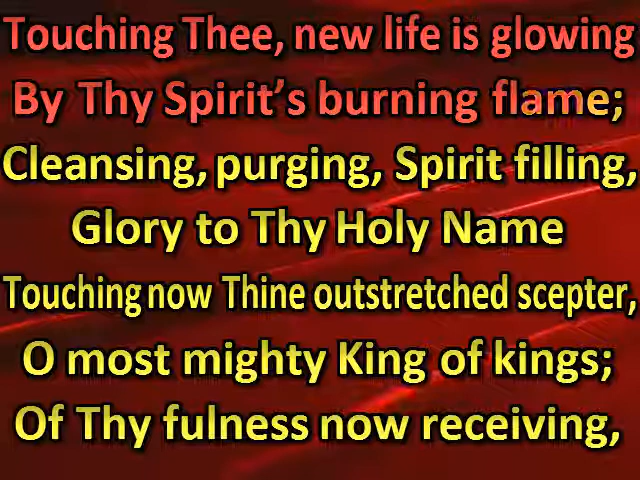 Touching Thee, new life is glowing
By Thy Spirit’s burning flame;
Cleansing, purging, Spirit filling,
Glory to Thy Holy Name
Touching now Thine outstretched scepter,
O most mighty King of kings;
Of Thy fulness now receiving,